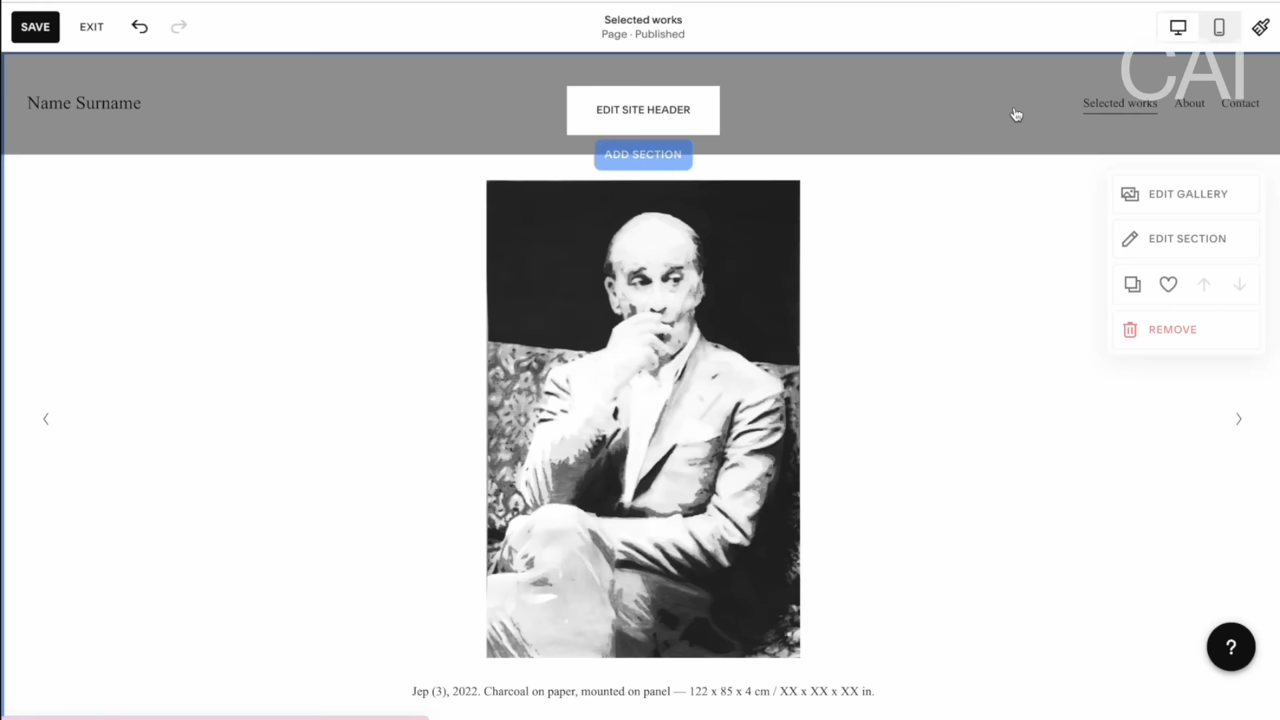 SAVE
EXIT
Selected works
Page · Published
CAI
Name Surname
EDIT SITE HEADER
Selected works
About
Contact
ADD SECTION
EDIT GALLERY
EDIT SECTION
REMOVE
?
Jep (3), 2022. Charcoal on paper, mounted on panel — 122 x 85 x 4 cm / XX x XX x XX in.